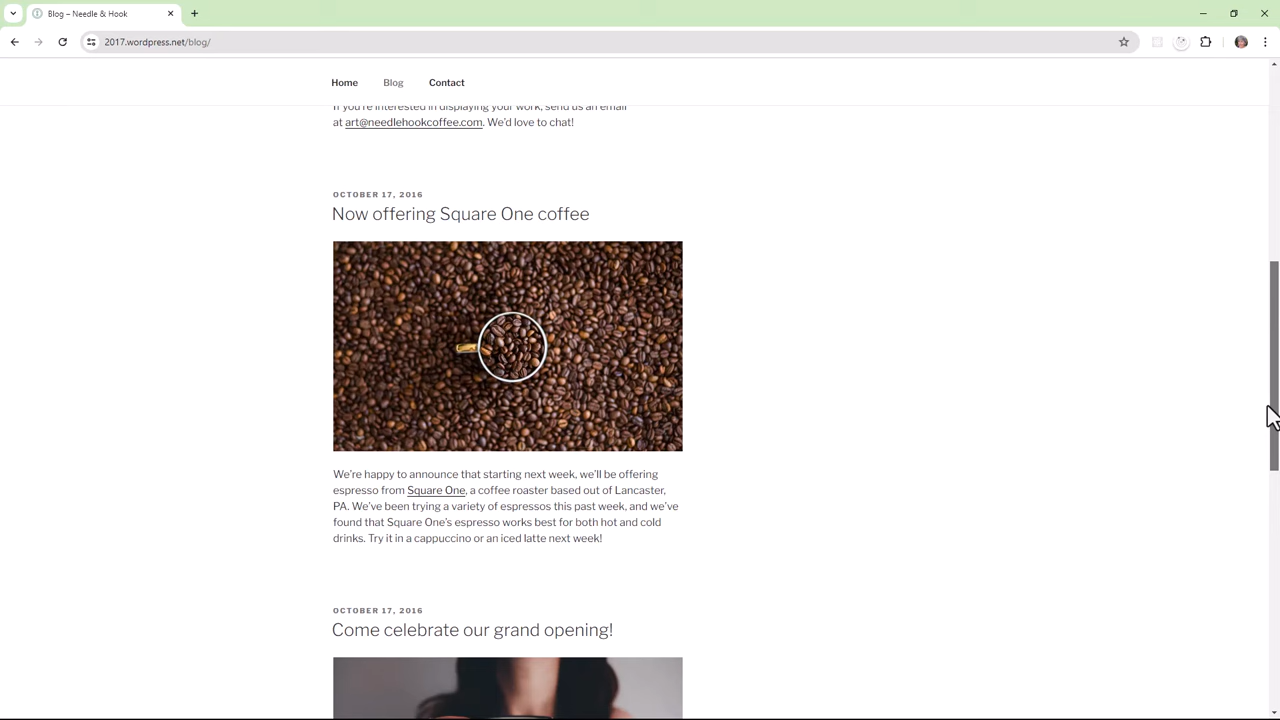 Blog – Needle & Hook
2017.wordpress.net/blog/
Home Blog Contact
If you're interested in displaying your work, send us an email
at art@needlehookcoffee.com. We'd love to chat!
OCTOBER 17, 2016
Now offering Square One coffee
We're happy to announce that starting next week, we'll be offering
espresso from Square One, a coffee roaster based out of Lancaster,
PA. We've been trying a variety of espressos this past week, and we've
found that Square One's espresso works best for both hot and cold
drinks. Try it in a cappuccino or an iced latte next week!
OCTOBER 17, 2016
Come celebrate our grand opening!